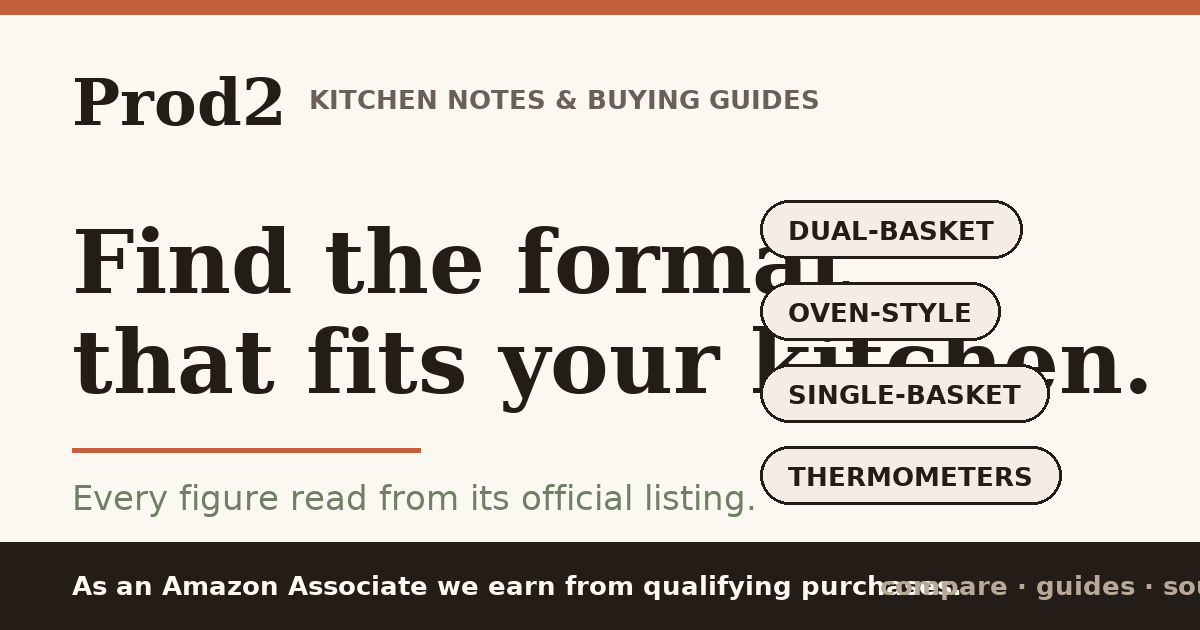 Prod2 KITCHEN NOTES & BUYING GUIDES
Find the format
that fits your kitchen.
DUAL-BASKET
OVEN-STYLE
SINGLE-BASKET
THERMOMETERS
Every figure read from its official listing.
As an Amazon Associate we earn from qualifying purchases.
compare · guides · sou